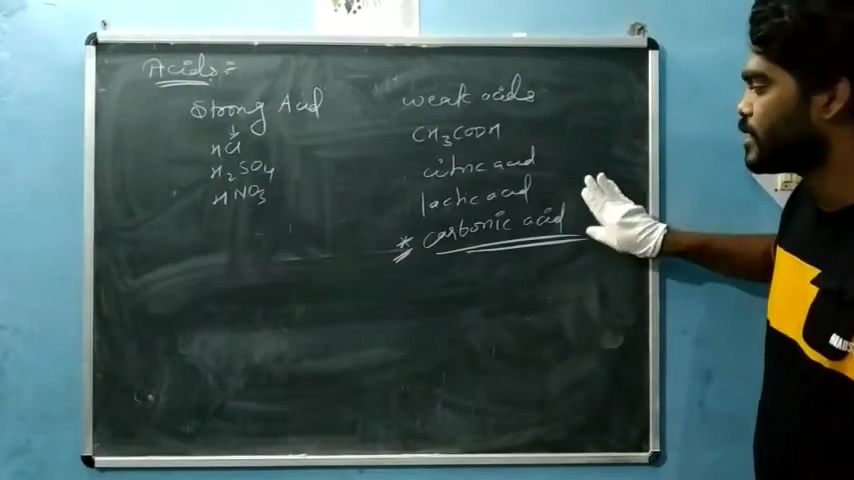 Acids :-
Strong Acid
HCl
H2SO4
HNO3
weak acids
CH3COOH
citric acid
lactic acid
* carbonic acid